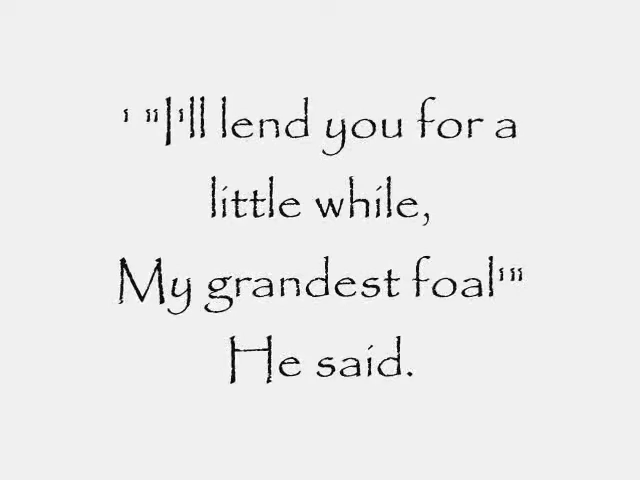 ' "I'll lend you for a
little while,
My grandest foal'"
He said.